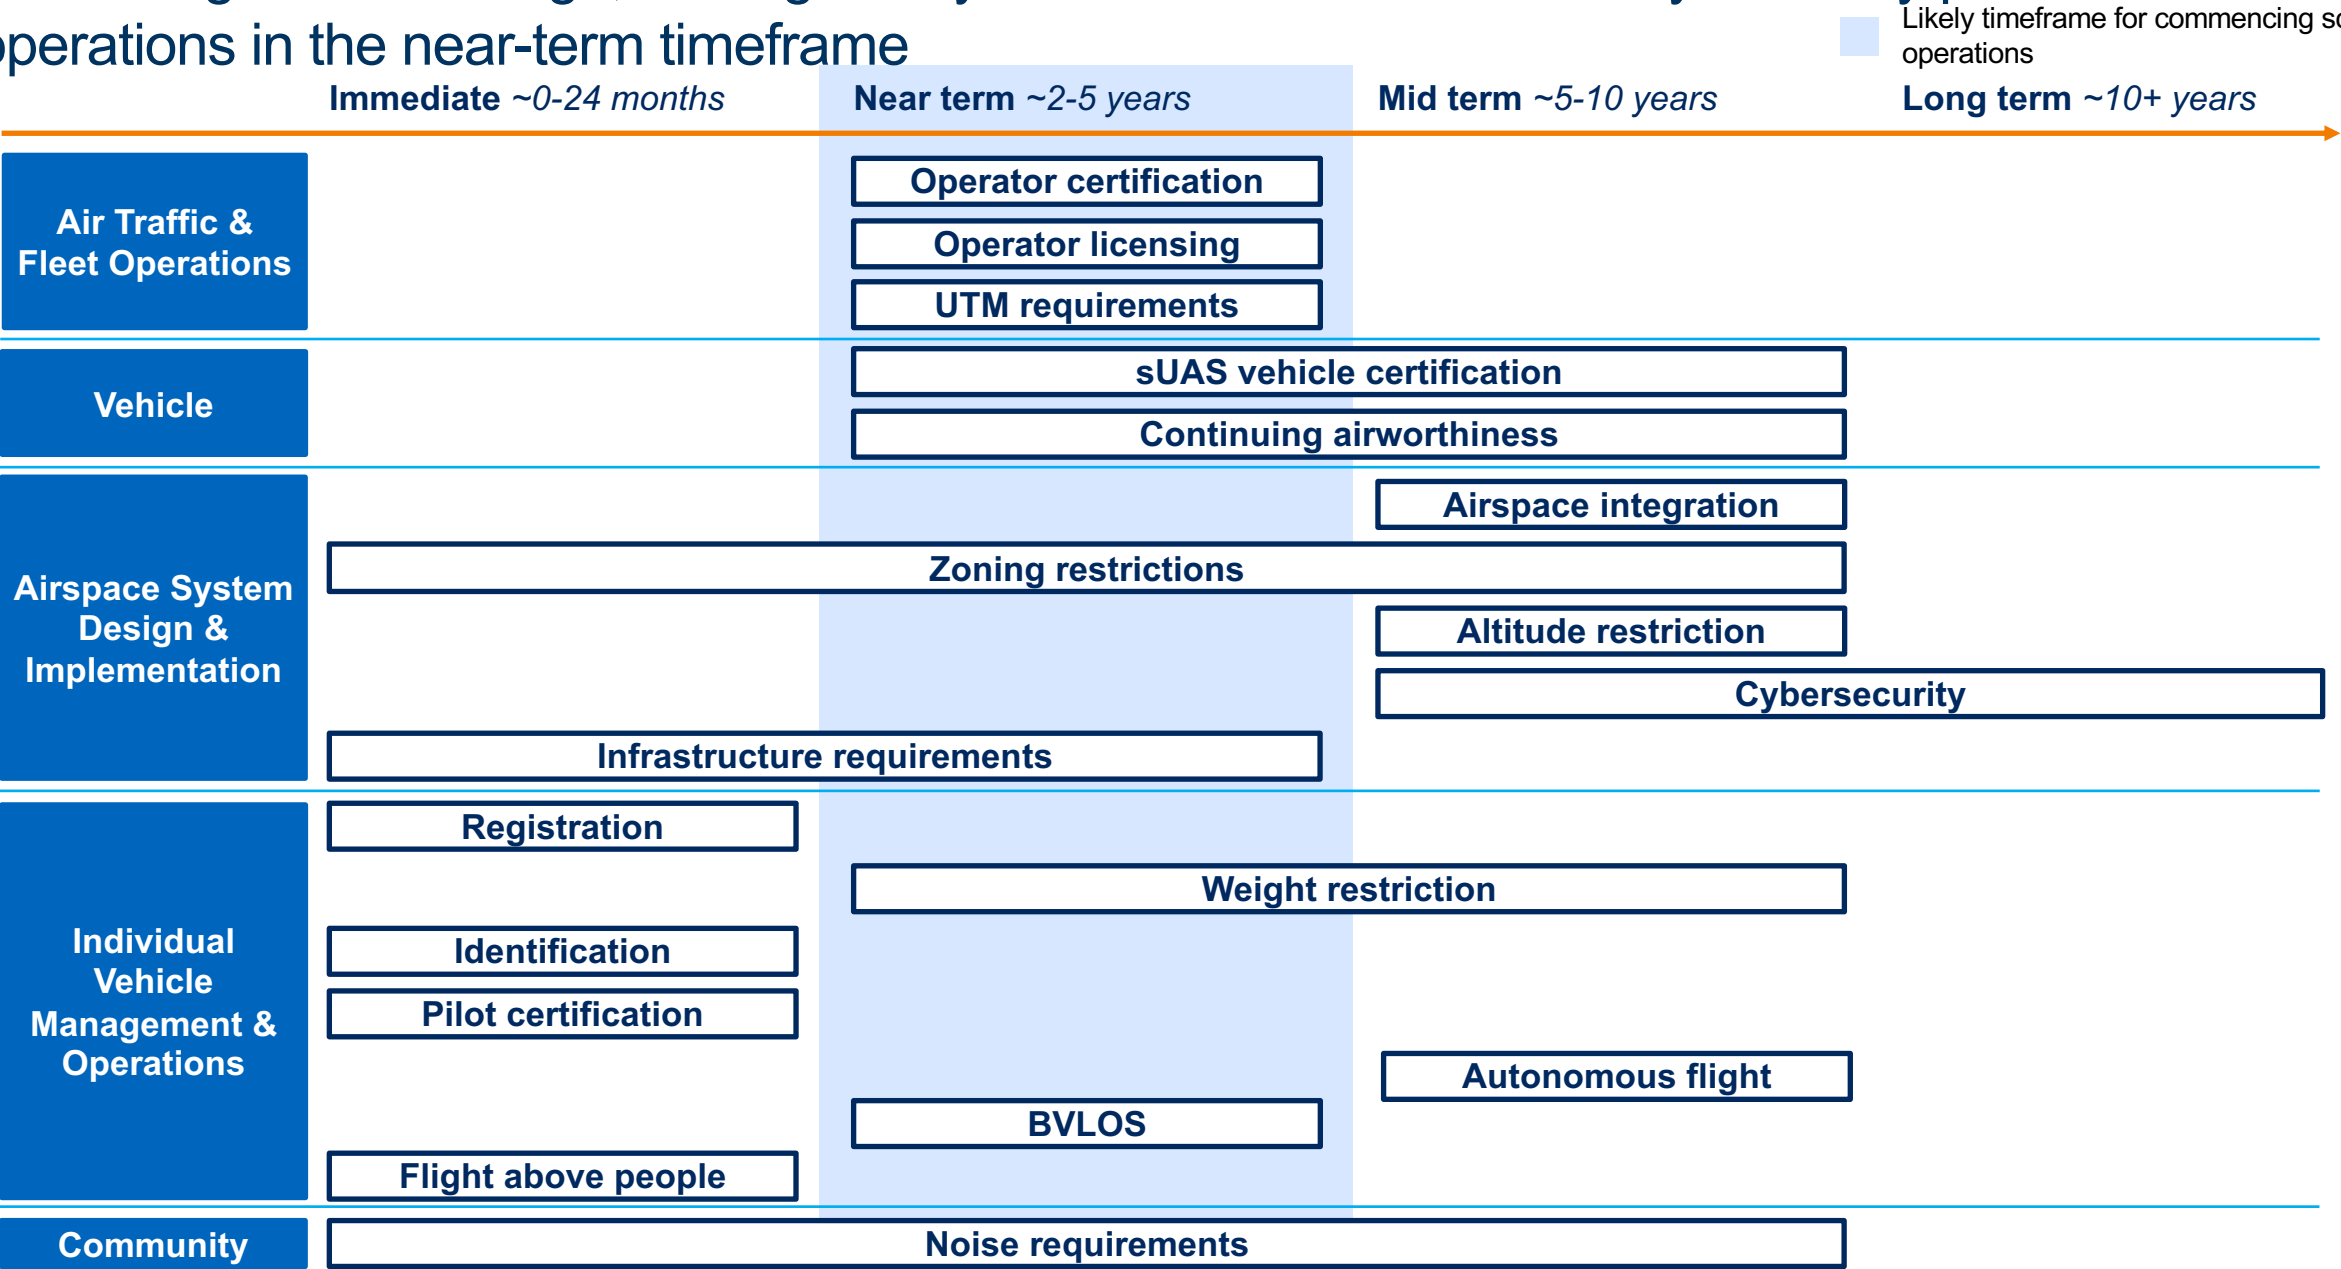 operations in the near-term timeframe
Likely timeframe for commencing
operations
Immediate ~0-24 months
Near term ~2-5 years
Mid term ~5-10 years
Long term ~10+ years
Air Traffic &
Fleet Operations
Operator certification
Operator licensing
UTM requirements
Vehicle
sUAS vehicle certification
Continuing airworthiness
Airspace System
Design &
Implementation
Airspace integration
Zoning restrictions
Altitude restriction
Cybersecurity
Infrastructure requirements
Individual
Vehicle
Management &
Operations
Registration
Weight restriction
Identification
Pilot certification
Autonomous flight
BVLOS
Flight above people
Community
Noise requirements